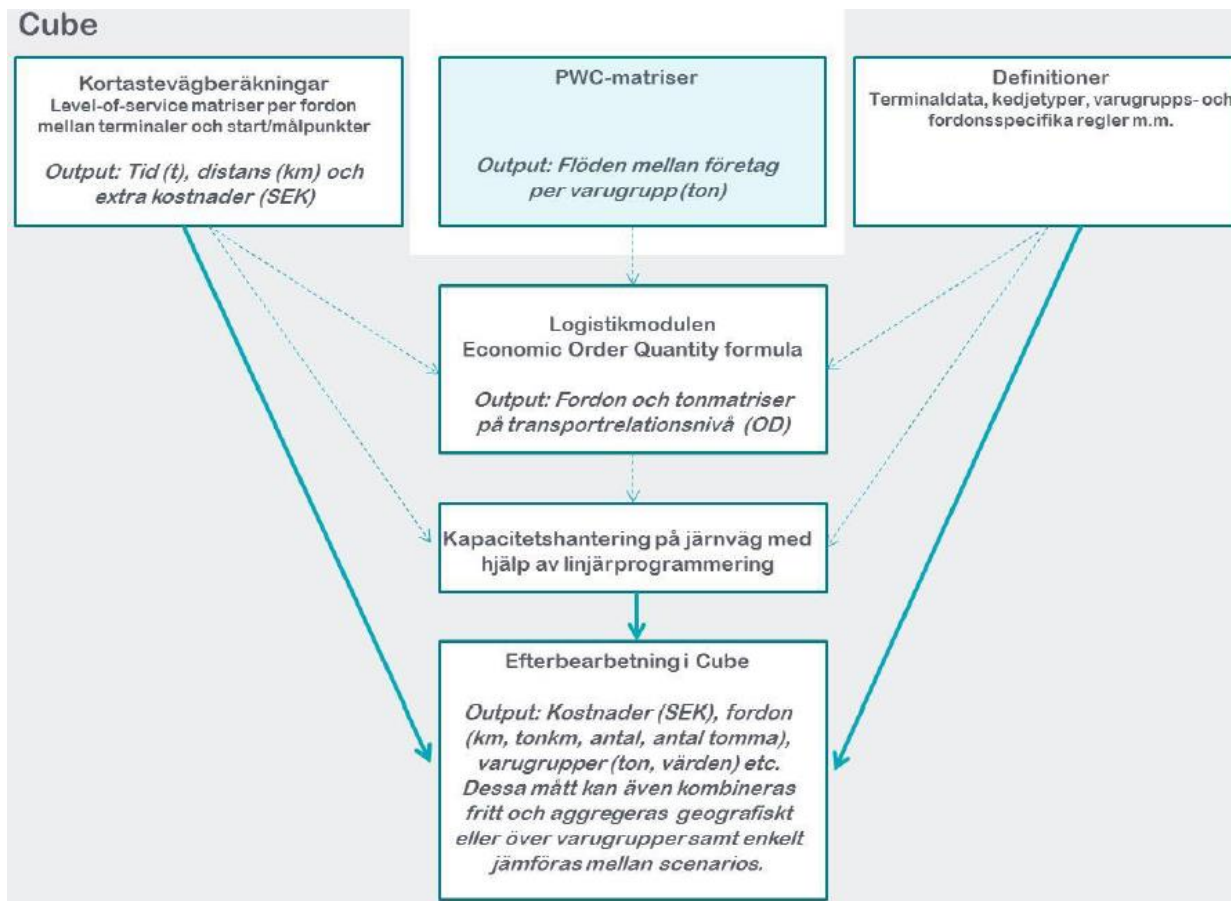 Cube
Kortastevägberäkningar
Level-of-service matriser per fordon
mellan terminaler och start/målpunkter
Output: Tid (t), distans (km) och
extra kostnader (SEK)
PWC-matriser
Output: Flöden mellan företag
per varugrupp (ton)
Definitioner
Terminaldata, kedjetyper, varugrupps- och
fordonsspecifika regler m.m.
Logistikmodulen
Economic Order Quantity formula
Output: Fordon och tonmatriser
på transportrelationsnivå (OD)
Kapacitetshantering på järnväg med
hjälp av linjärprogrammering
Efterbearbetning i Cube
Output: Kostnader (SEK), fordon
(km, tonkm, antal, antal tomma),
varugrupper (ton, värden) etc.
Dessa mått kan även kombineras
fritt och aggregeras geografiskt
eller över varugrupper samt enkelt
jämföras mellan scenarios.